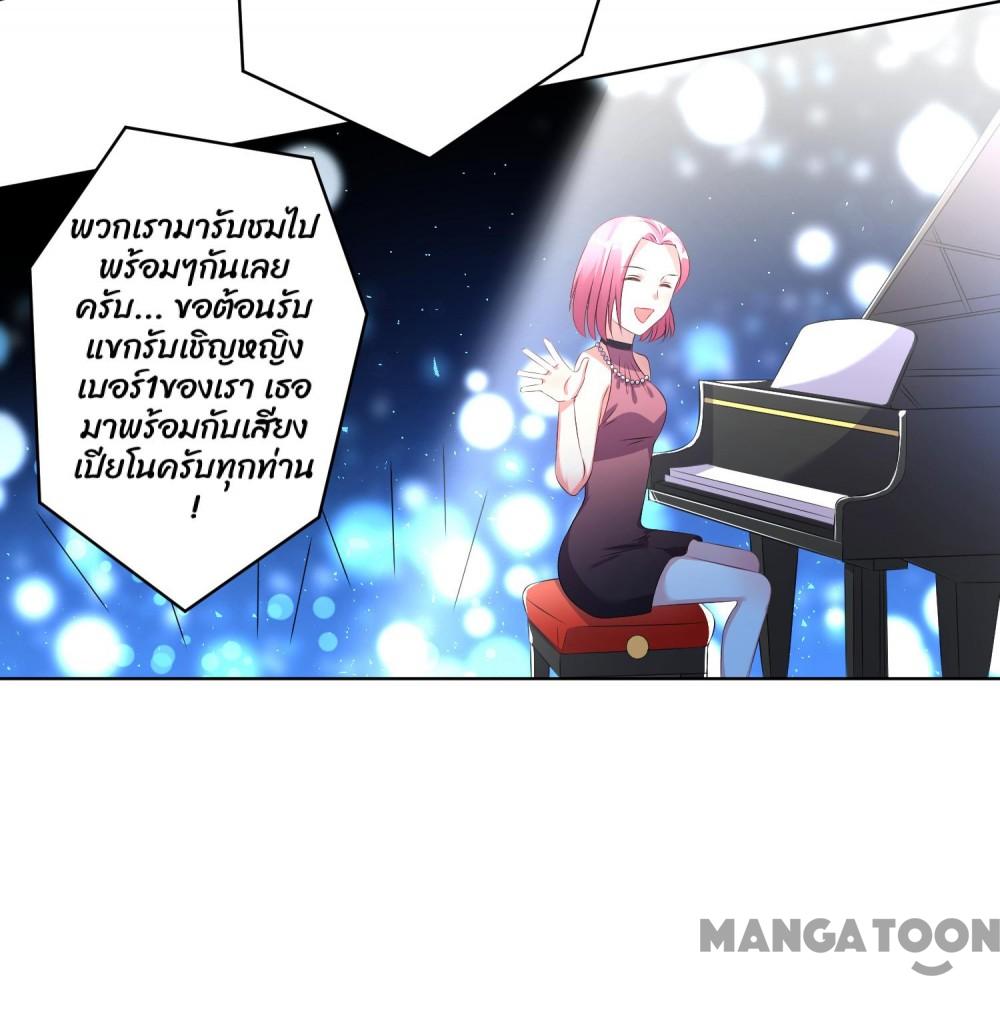 พวกเรามารับชมไป
พร้อมๆกันเลย
ครับ... ขอต้อนรับ
แขกรับเชิญหญิง
เบอร์1ของเรา เธอ
มาพร้อมกับเสียง
เปียโนครับทุกท่าน
!
MANGATOON